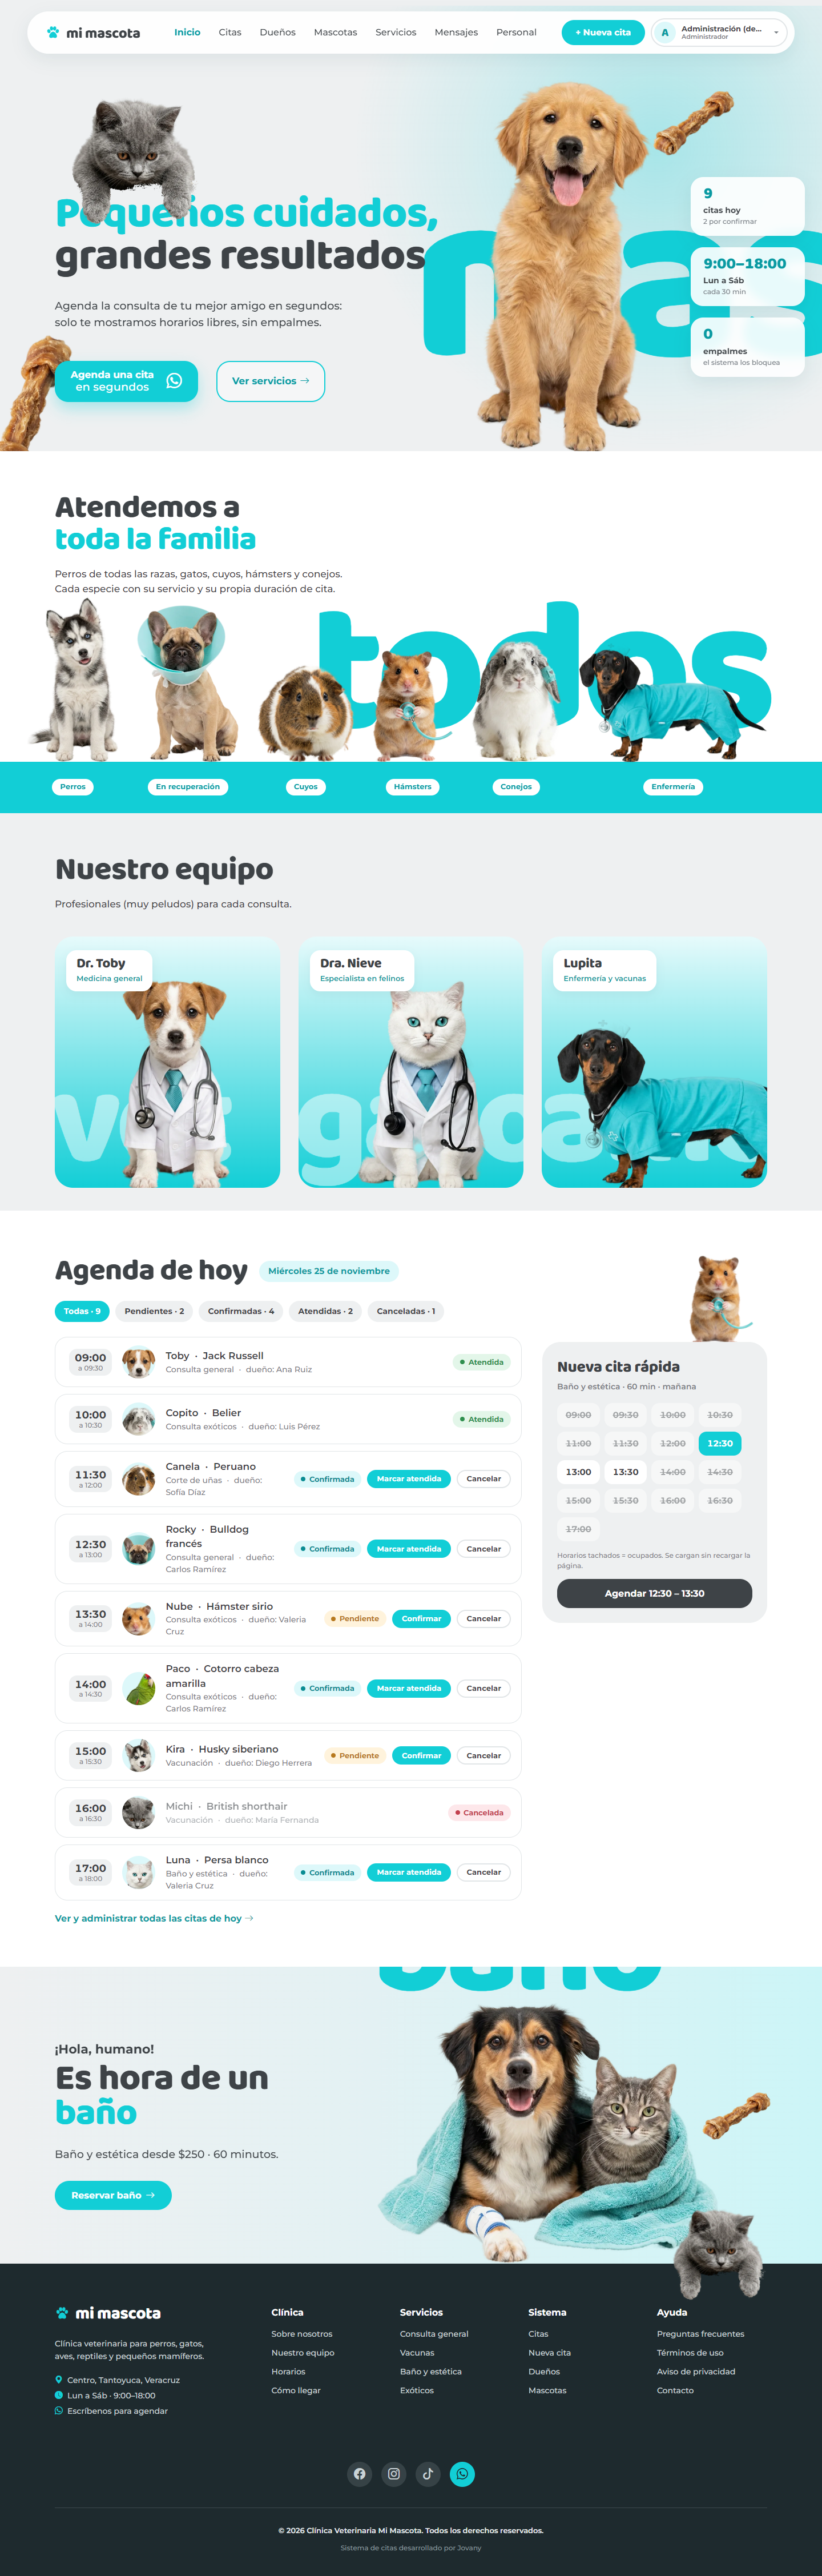 mi mascota
Inicio
Citas
Dueños
Mascotas
Servicios
Mensajes
Personal
+ Nueva cita
A
Administración (de...
Administrador
Pequeños cuidados,
grandes resultados
Agenda la consulta de tu mejor amigo en segundos:
solo te mostramos horarios libres, sin empalmes.
Agenda una cita
en segundos
Ver servicios →
9
citas hoy
2 por confirmar
9:00–18:00
Lun a Sáb
cada 30 min
0
empalmes
el sistema los bloquea
Atendemos a
toda la familia
Perros de todas las razas, gatos, cuyos, hámsters y conejos.
Cada especie con su servicio y su propia duración de cita.
todos
Perros
En recuperación
Cuyos
Hámsters
Conejos
Enfermería
Nuestro equipo
Profesionales (muy peludos) para cada consulta.
Dr. Toby
Medicina general
vet
Dra. Nieve
Especialista en felinos
Lupita
Enfermería y vacunas
Agenda de hoy
Miércoles 25 de noviembre
Todas · 9
Pendientes · 2
Confirmadas · 4
Atendidas · 2
Canceladas · 1
09:00
a 09:30
Toby · Jack Russell
Consulta general · dueño: Ana Ruiz
Atendida
10:00
a 10:30
Copito · Belier
Consulta exóticos · dueño: Luis Pérez
Atendida
11:30
a 12:00
Canela · Peruano
Corte de uñas · dueño:
Sofía Díaz
Confirmada
Marcar atendida
Cancelar
12:30
a 13:00
Rocky · Bulldog
francés
Consulta general · dueño:
Carlos Ramírez
Confirmada
Marcar atendida
Cancelar
13:30
a 14:00
Nube · Hámster sirio
Consulta exóticos · dueño: Valeria
Cruz
Pendiente
Confirmar
Cancelar
14:00
a 14:30
Paco · Cotorro cabeza
amarilla
Consulta exóticos · dueño:
Carlos Ramírez
Confirmada
Marcar atendida
Cancelar
15:00
a 15:30
Kira · Husky siberiano
Vacunación · dueño: Diego Herrera
Pendiente
Confirmar
Cancelar
16:00
a 16:30
Michi · British shorthair
Vacunación · dueño: María Fernanda
Cancelada
17:00
a 18:00
Luna · Persa blanco
Baño y estética · dueño:
Valeria Cruz
Confirmada
Marcar atendida
Cancelar
Ver y administrar todas las citas de hoy →
Nueva cita rápida
Baño y estética · 60 min · mañana
09:00 09:30 10:00 10:30
11:00 11:30 12:00 12:30
13:00 13:30 14:00 14:30
15:00 15:30 16:00 16:30
17:00
Horarios tachados = ocupados. Se cargan sin recargar la
página.
Agendar 12:30 – 13:30
baño
¡Hola, humano!
Es hora de un
baño
Baño y estética desde $250 · 60 minutos.
Reservar baño →
mi mascota
Clínica veterinaria para perros, gatos,
aves, reptiles y pequeños mamíferos.
Centro, Tantoyuca, Veracruz
Lun a Sáb · 9:00–18:00
Escríbenos para agendar
Clínica
Sobre nosotros
Nuestro equipo
Horarios
Cómo llegar
Servicios
Consulta general
Vacunas
Baño y estética
Exóticos
Sistema
Citas
Nueva cita
Dueños
Mascotas
Ayuda
Preguntas frecuentes
Términos de uso
Aviso de privacidad
Contacto
© 2026 Clínica Veterinaria Mi Mascota. Todos los derechos reservados.
Sistema de citas desarrollado por Jovany